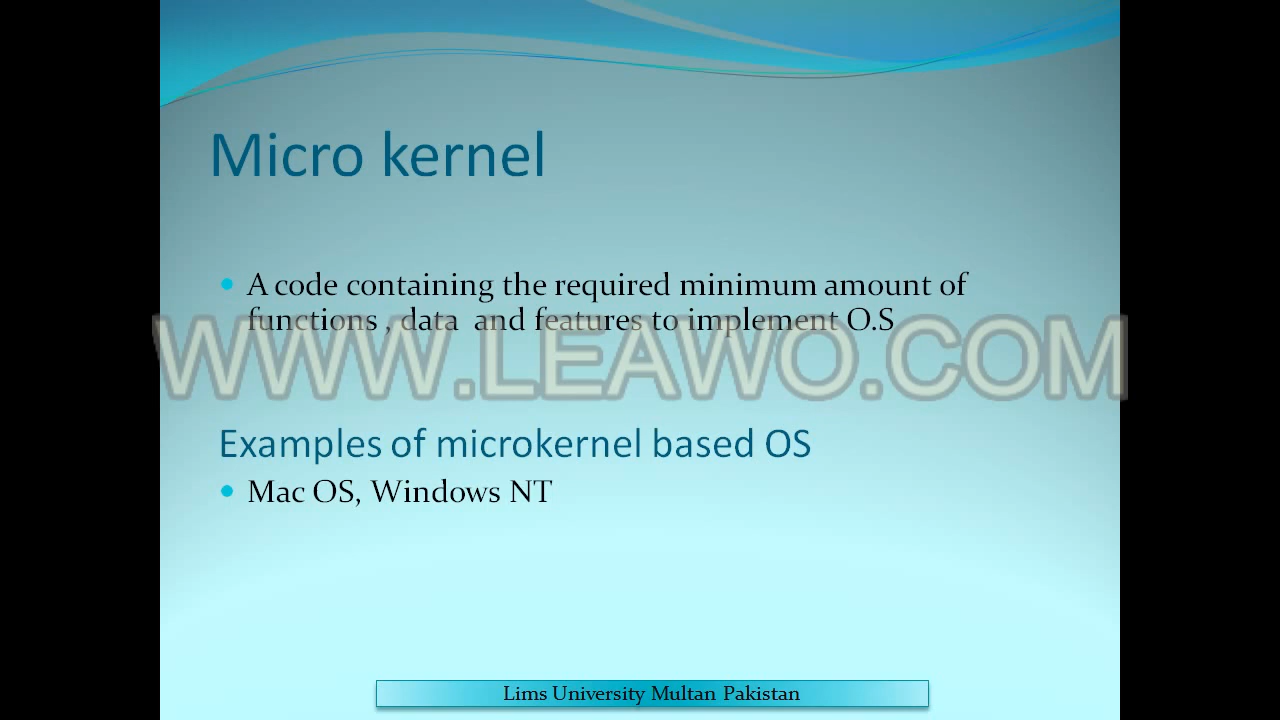 Micro kernel
A code containing the required minimum amount of
functions , data and features to implement O.S
WWW.LEAWO.COM
Examples of microkernel based OS
Mac OS, Windows NT
Lims University Multan Pakistan